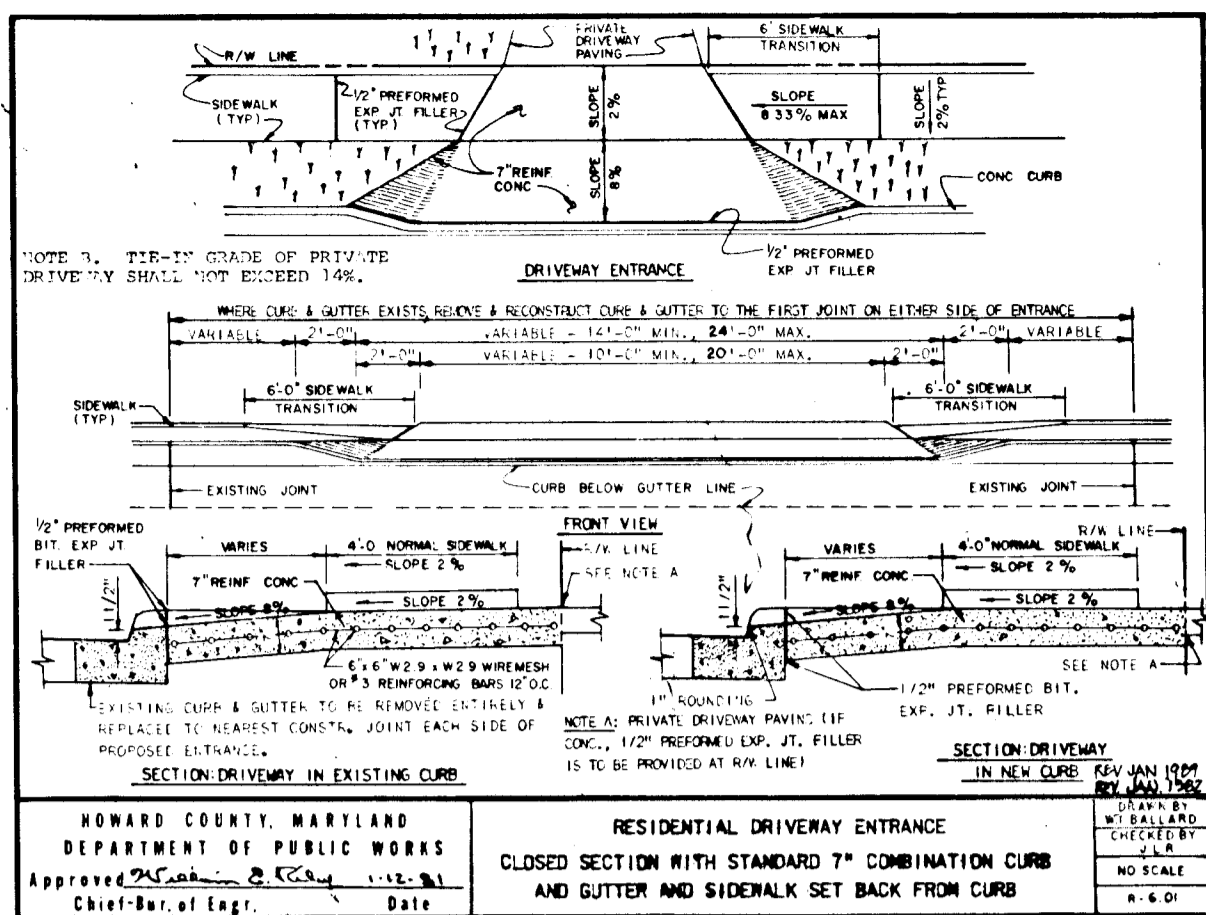 PRIVATE
DRIVEWAY
PAVING
6' SIDEWALK
TRANSITION
R/W LINE
SIDEWALK
(TYP)
1/2" PREFORMED
EXP. JT. FILLER
(TYP)
SLOPE
2%
SLOPE
8.33% MAX
SLOPE
2% TYP
7" REINF.
CONC
SLOPE
8%
CONC CURB
1/2" PREFORMED
EXP. JT FILLER
NOTE B. TIE-IN GRADE OF PRIVATE
DRIVEWAY SHALL NOT EXCEED 14%.
DRIVEWAY ENTRANCE
WHERE CURB & GUTTER EXISTS, REMOVE & RECONSTRUCT CURB & GUTTER TO THE FIRST JOINT ON EITHER SIDE OF ENTRANCE
VARIABLE 2'-0" VARIABLE - 14'-0" MIN., 24'-0" MAX. 2'-0" VARIABLE
2'-0" VARIABLE - 10'-0" MIN., 20'-0" MAX. 2'-0"
6'-0" SIDEWALK
TRANSITION
6'-0" SIDEWALK
TRANSITION
SIDEWALK
(TYP)
EXISTING JOINT
CURB BELOW GUTTER LINE
EXISTING JOINT
FRONT VIEW
1/2" PREFORMED
BIT. EXP JT.
FILLER
VARIES
4'-0 NORMAL SIDEWALK
SLOPE 2%
R/W LINE
SEE NOTE A
7" REINF CONC
1 1/2"
SLOPE 8%
SLOPE 2%
6"x 6" W2.9 x W2.9 WIREMESH
OR #3 REINFORCING BARS 12" O.C.
EXISTING CURB & GUTTER TO BE REMOVED ENTIRELY &
REPLACED TO NEAREST CONSTR. JOINT EACH SIDE OF
PROPOSED ENTRANCE.
SECTION: DRIVEWAY IN EXISTING CURB
R/W LINE
VARIES
4'-0" NORMAL SIDEWALK
SLOPE 2%
7" REINF CONC
1 1/2"
SLOPE 8%
SLOPE 2%
SEE NOTE A
1" ROUNDING
1/2" PREFORMED BIT.
EXP. JT. FILLER
NOTE A: PRIVATE DRIVEWAY PAVING (IF
CONC., 1/2" PREFORMED EXP. JT. FILLER
IS TO BE PROVIDED AT R/W LINE)
SECTION: DRIVEWAY
IN NEW CURB
REV JAN 1989
REV. JAN. 1982
HOWARD COUNTY, MARYLAND
DEPARTMENT OF PUBLIC WORKS
Approved William E. Riley 1-12-81
Chief-Bur. of Engr. Date
RESIDENTIAL DRIVEWAY ENTRANCE
CLOSED SECTION WITH STANDARD 7" COMBINATION CURB
AND GUTTER AND SIDEWALK SET BACK FROM CURB
DRAWN BY
W.T BALLARD
CHECKED BY
J.L.R
NO SCALE
R-6.01